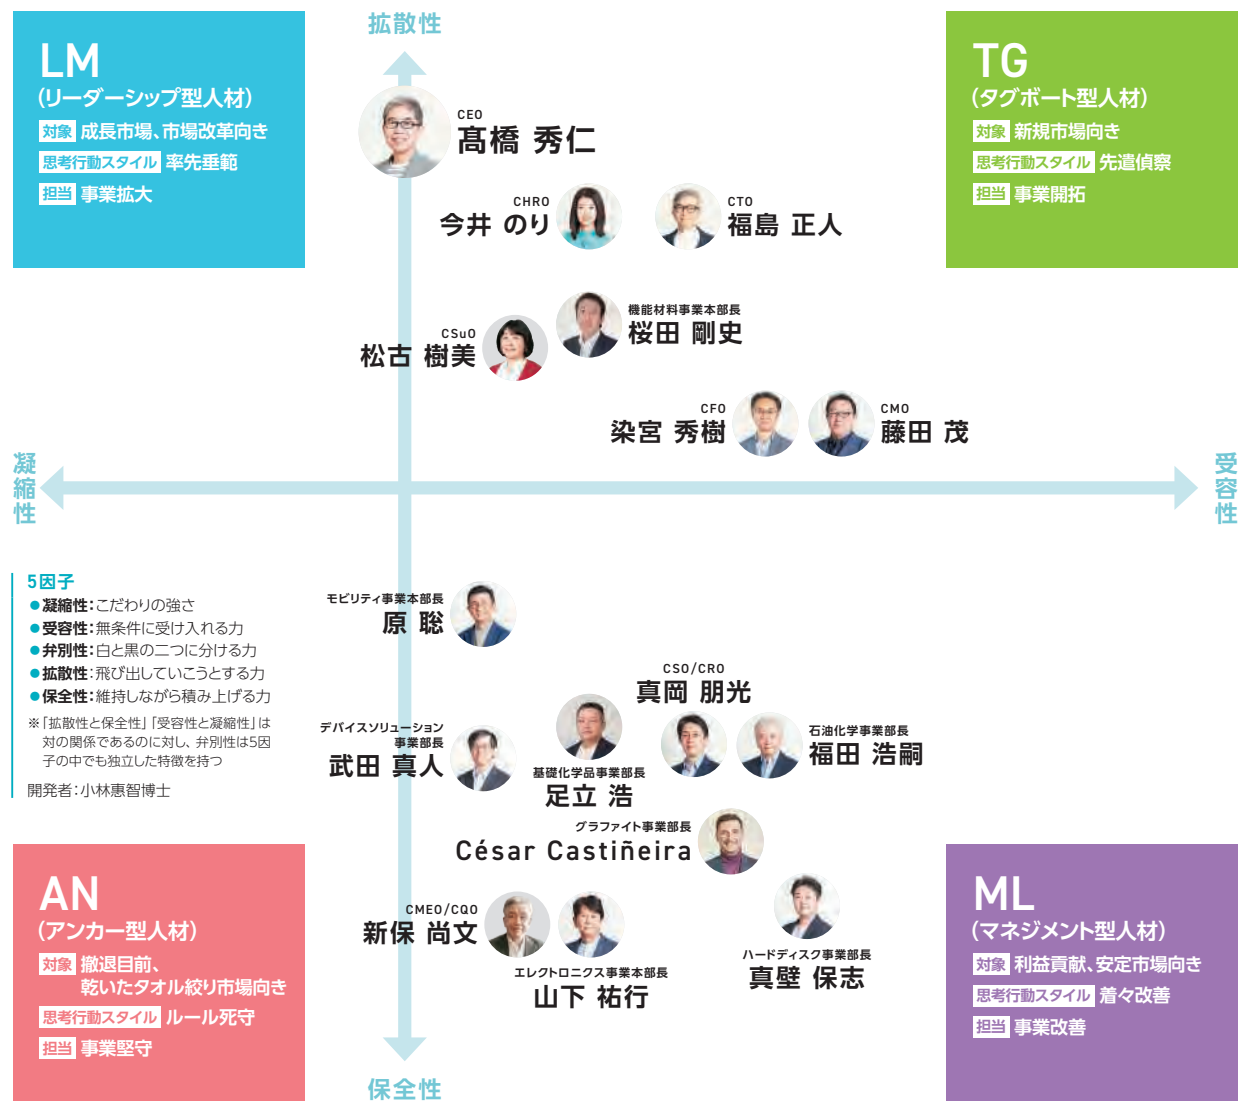 拡散性
LM
(リーダーシップ型人材)
対象 成長市場、市場改革向き
思考行動スタイル 率先垂範
担当 事業拡大
TG
(タグボート型人材)
対象 新規市場向き
思考行動スタイル 先遣偵察
担当 事業開拓
CEO
髙橋 秀仁
CHRO
今井 のり
CTO
福島 正人
機能材料事業本部長
桜田 剛史
CSuO
松古 樹美
CFO
染宮 秀樹
CMO
藤田 茂
凝縮性
受容性
5因子
●凝縮性：こだわりの強さ
●受容性：無条件に受け入れる力
●弁別性：白と黒の二つに分ける力
●拡散性：飛び出していこうとする力
●保全性：維持しながら積み上げる力
※「拡散性と保全性」「受容性と凝縮性」は
対の関係であるのに対し、弁別性は5因
子の中でも独立した特徴を持つ
開発者：小林惠智博士
モビリティ事業本部長
原 聡
CSO/CRO
真岡 朋光
デバイスソリューション
事業部長
武田 真人
基礎化学品事業部長
足立 浩
石油化学事業部長
福田 浩嗣
グラファイト事業部長
César Castiñeira
CMEO/CQO
新保 尚文
エレクトロニクス事業本部長
山下 祐行
ハードディスク事業部長
真壁 保志
AN
(アンカー型人材)
対象 撤退目前、
乾いたタオル絞り市場向き
思考行動スタイル ルール死守
担当 事業堅守
ML
(マネジメント型人材)
対象 利益貢献、安定市場向き
思考行動スタイル 着々改善
担当 事業改善
保全性